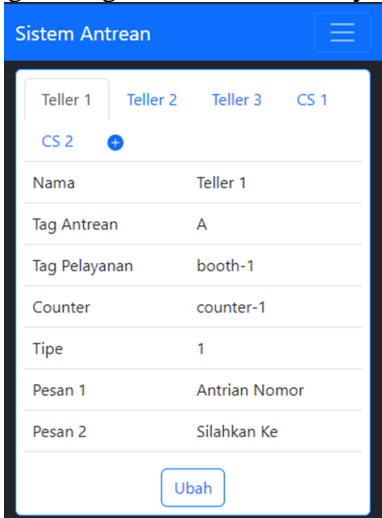 Sistem Antrean
Teller 1 Teller 2 Teller 3 CS 1
CS 2
Nama Teller 1
Tag Antrean A
Tag Pelayanan booth-1
Counter counter-1
Tipe 1
Pesan 1 Antrian Nomor
Pesan 2 Silahkan Ke
Ubah